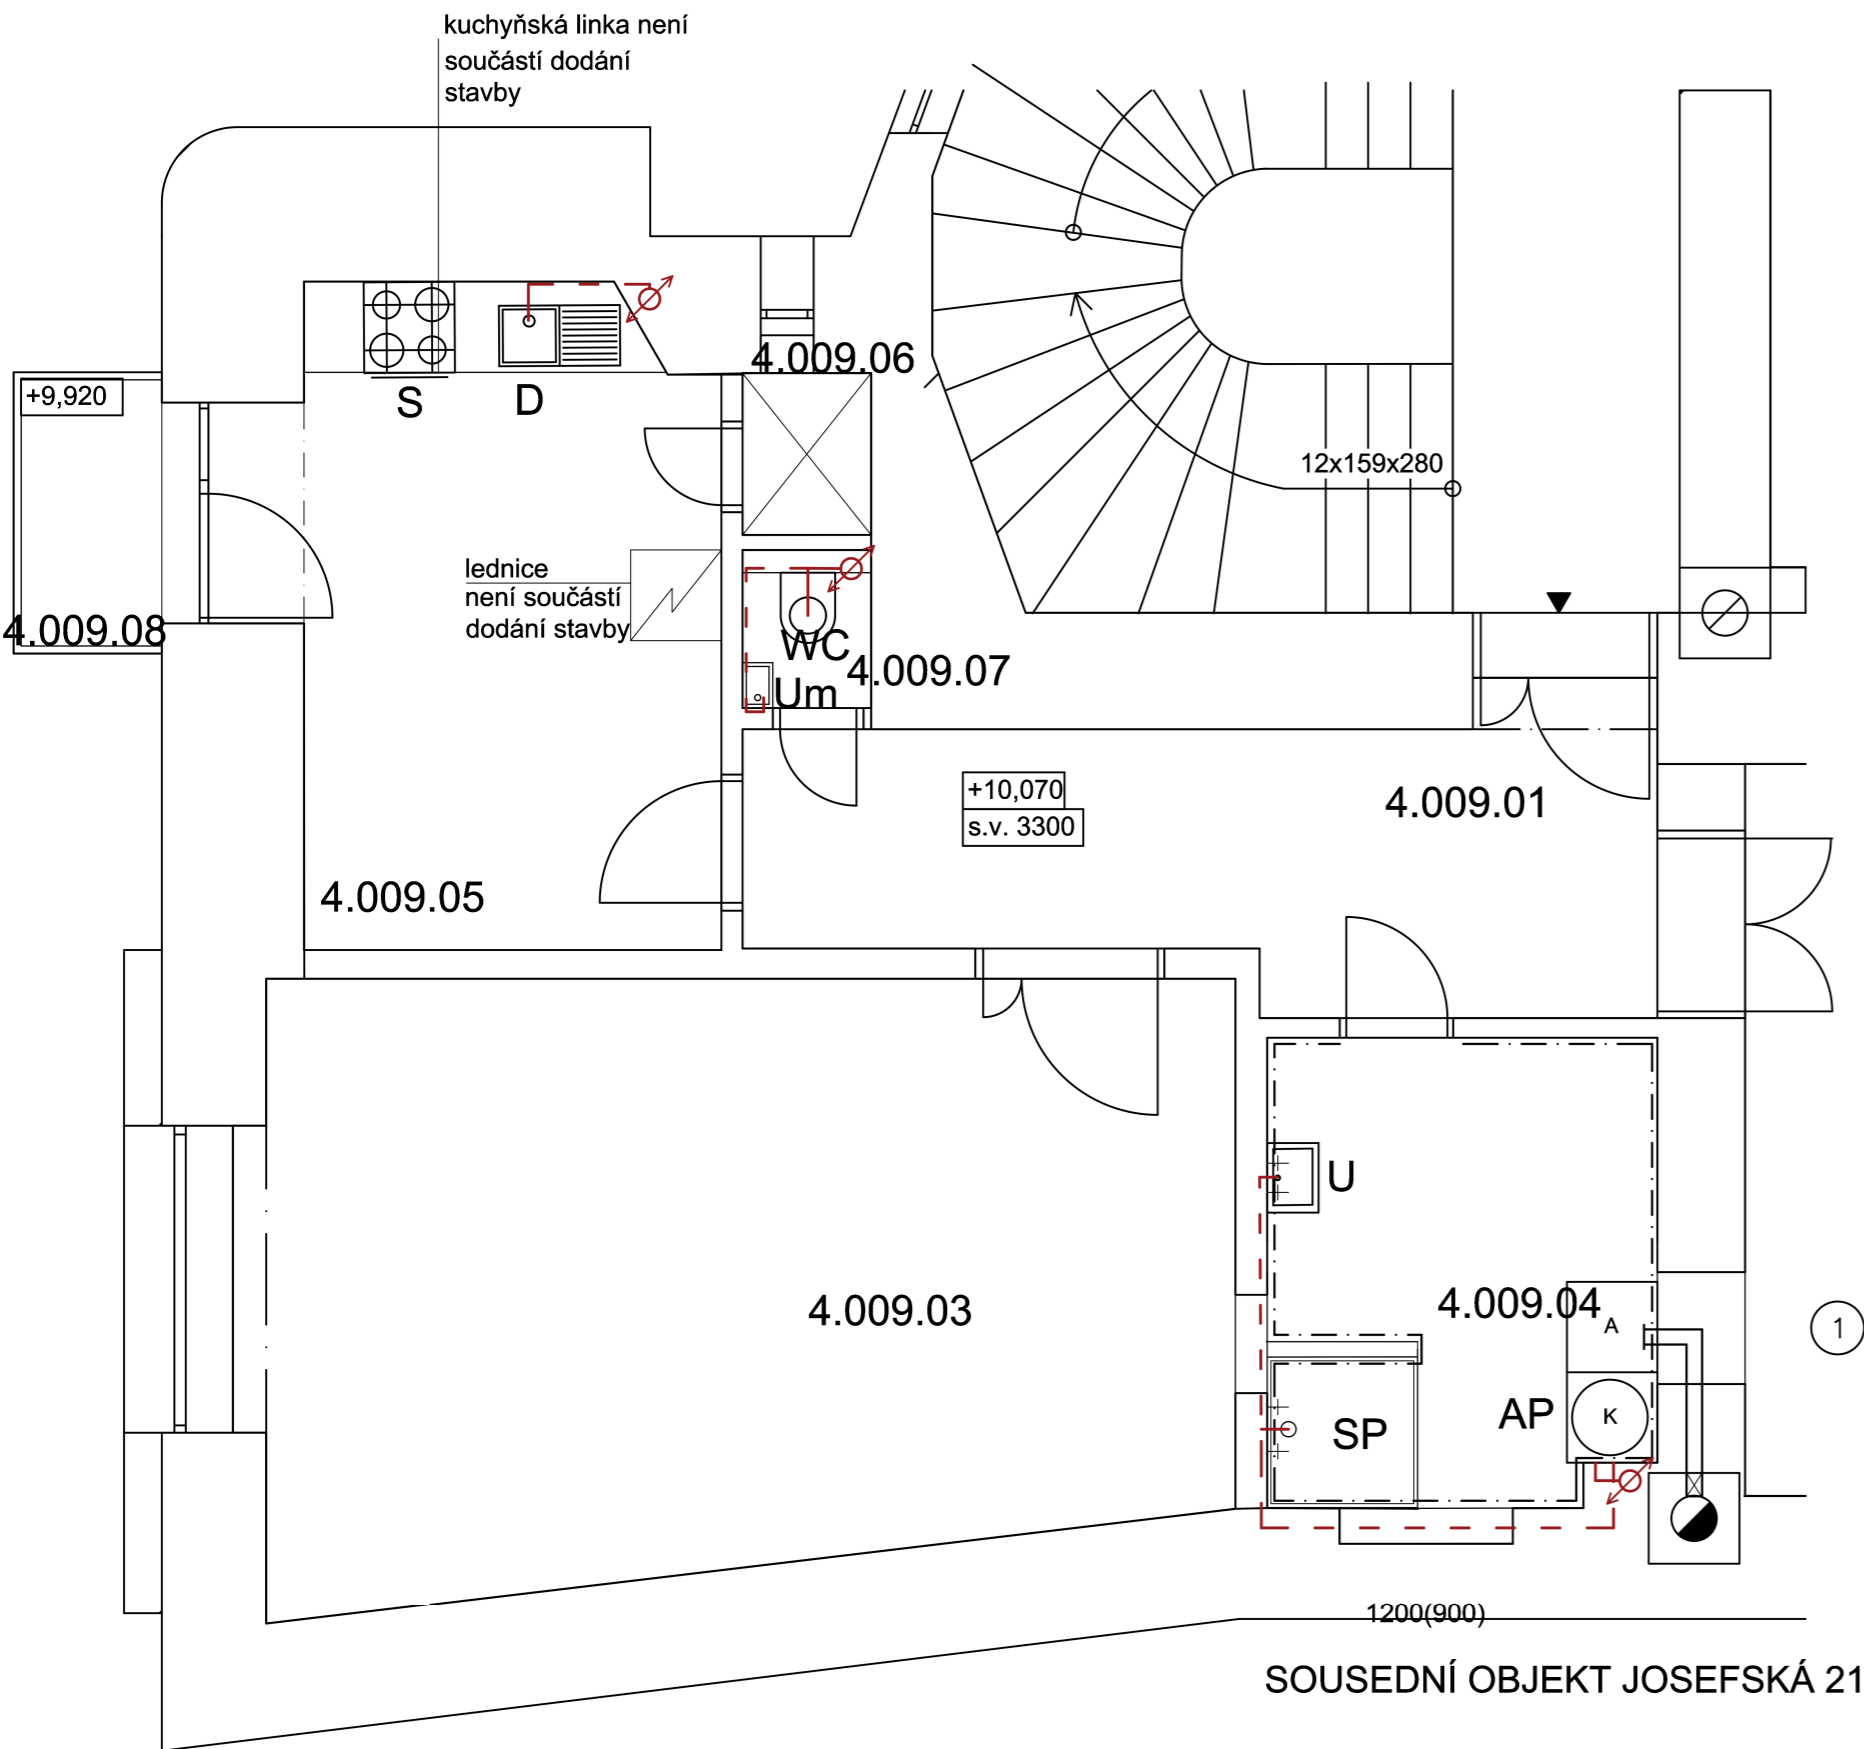 kuchyňská linka není
součástí dodání
stavby
4.009.06
+9,920
S
D
12x159x280
lednice
není součástí
dodání stavby
4.009.08
WC
4.009.07
Um
+10,070
s.v. 3300
4.009.01
4.009.05
U
4.009.03
4.009.04
A
1
AP
K
SP
1200(900)
SOUSEDNÍ OBJEKT JOSEFSKÁ 21